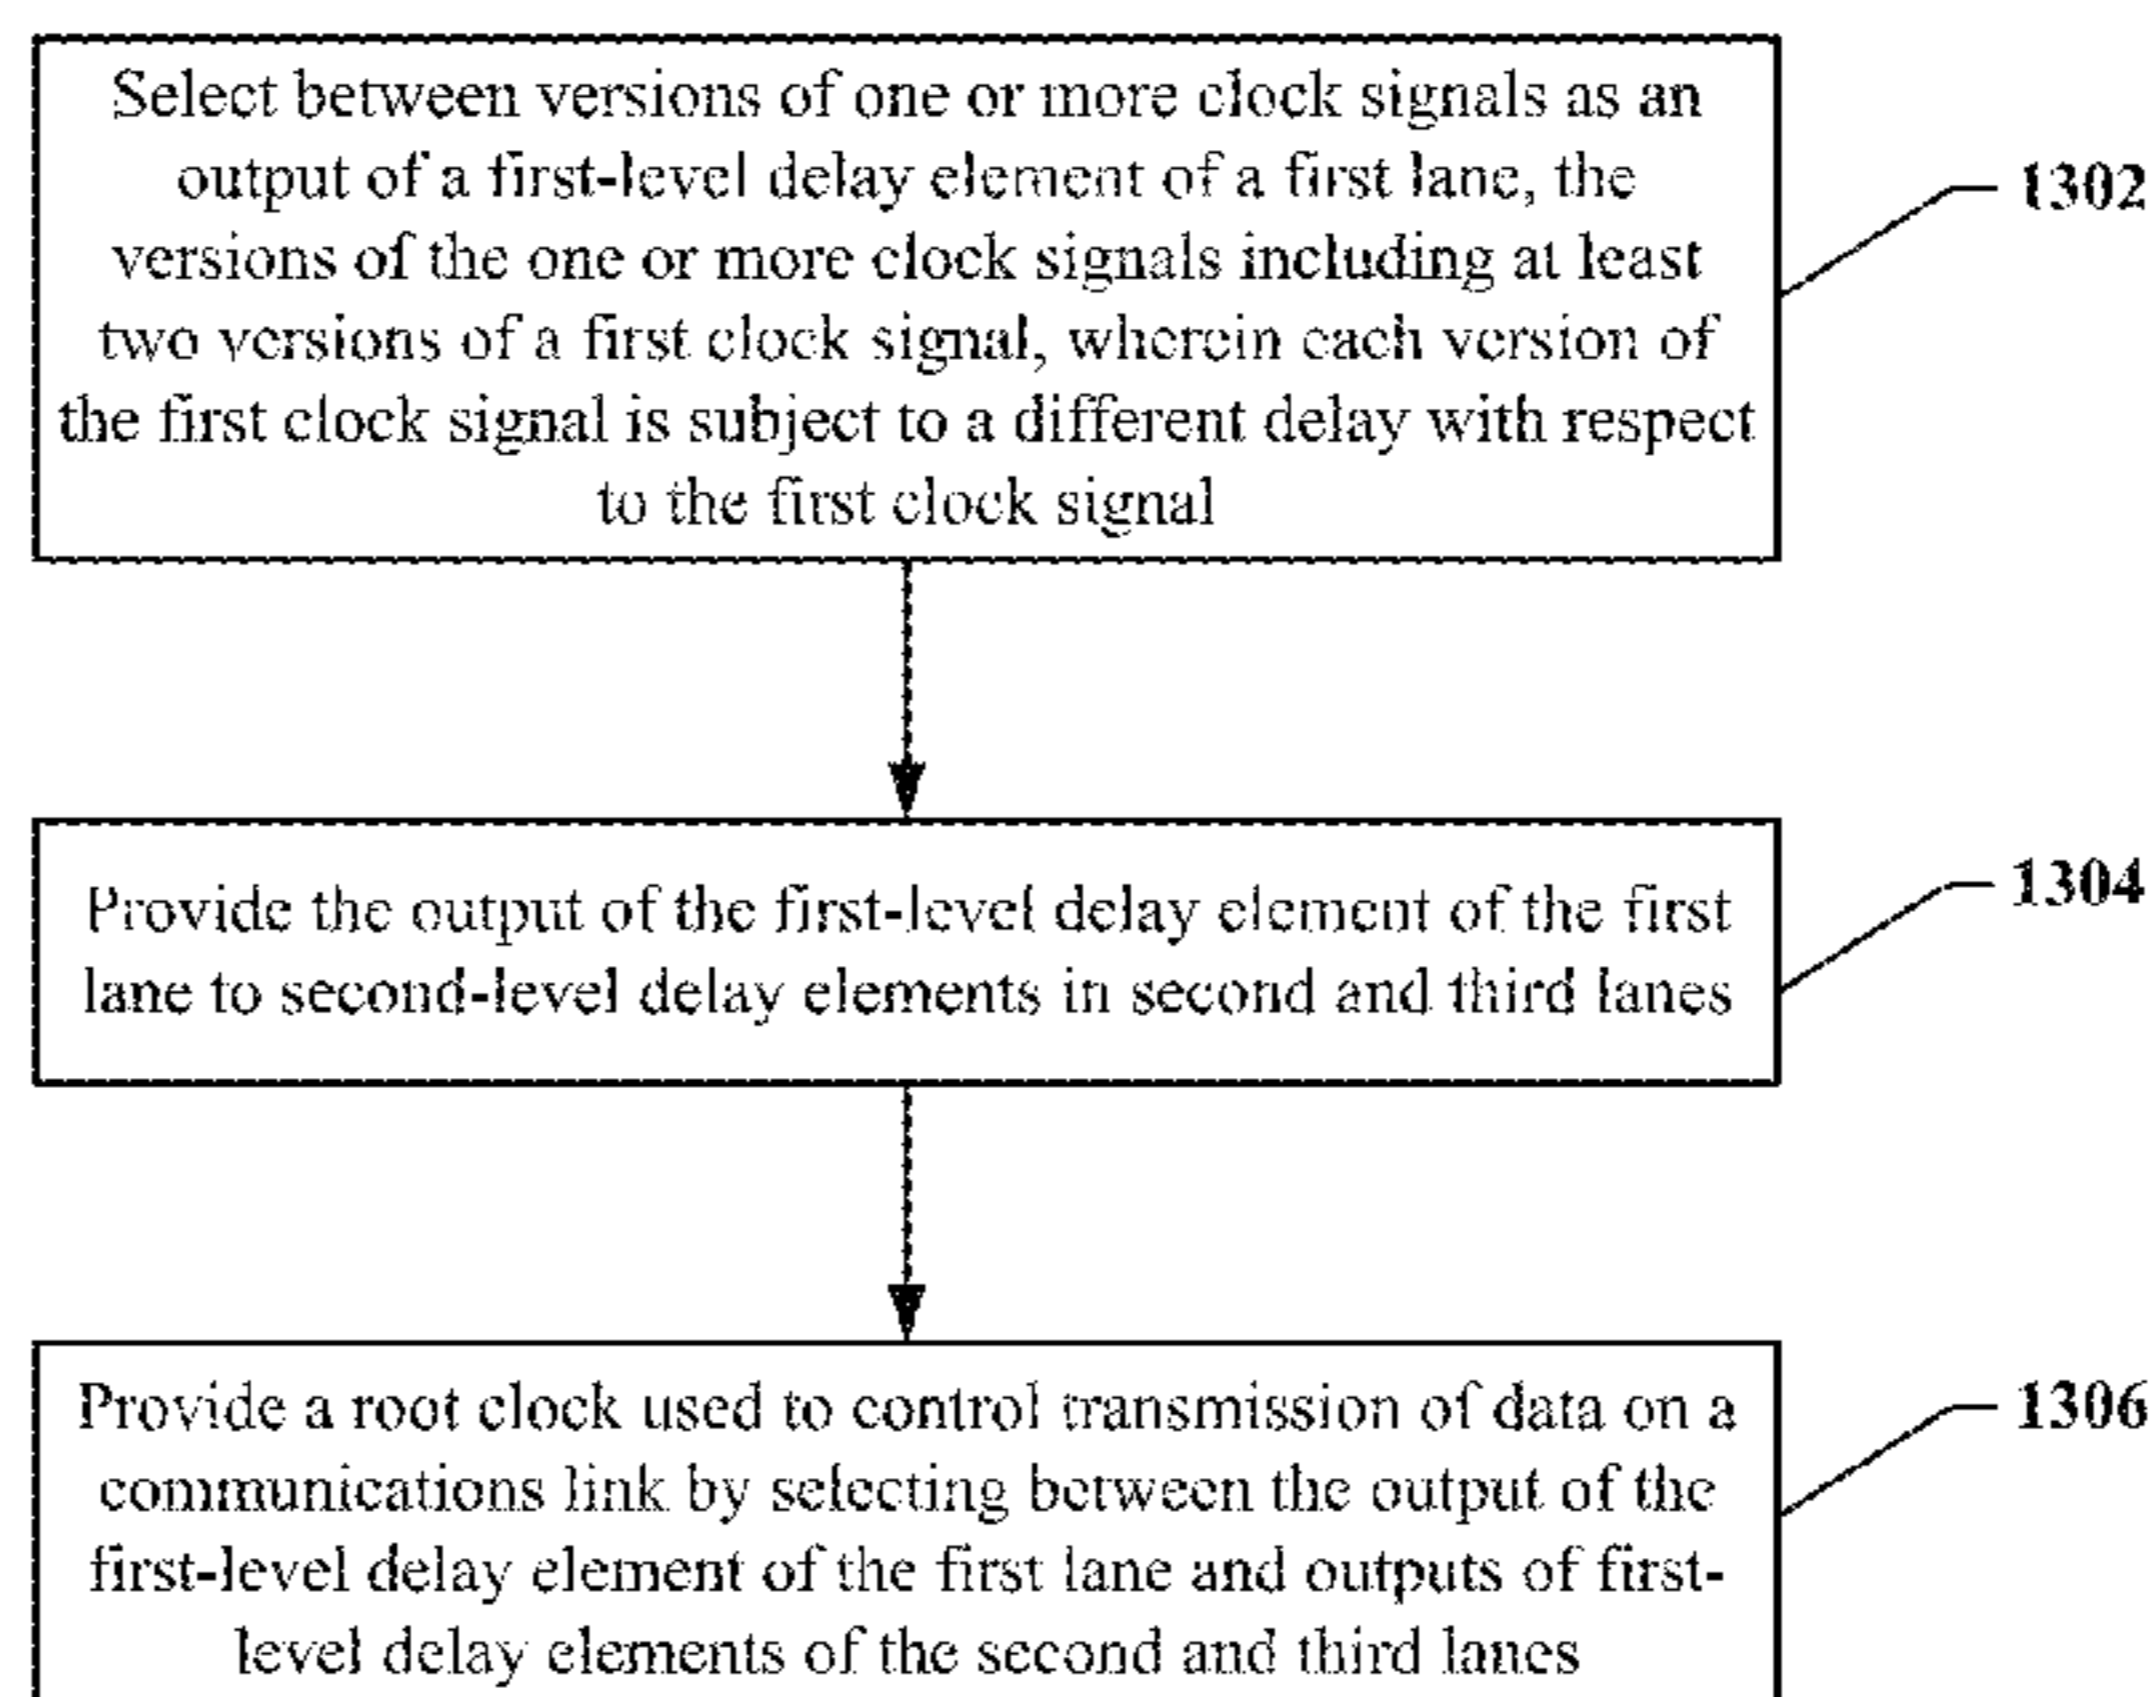 Select between versions of one or more clock signals as an
output of a first-level delay element of a first lane, the
versions of the one or more clock signals including at least
two versions of a first clock signal, wherein each version of
the first clock signal is subject to a different delay with respect
to the first clock signal
1302
Provide the output of the first-level delay element of the first
lane to second-level delay elements in second and third lanes
1304
Provide a root clock used to control transmission of data on a
communications link by selecting between the output of the
first-level delay element of the first lane and outputs of first-
level delay elements of the second and third lanes
1306